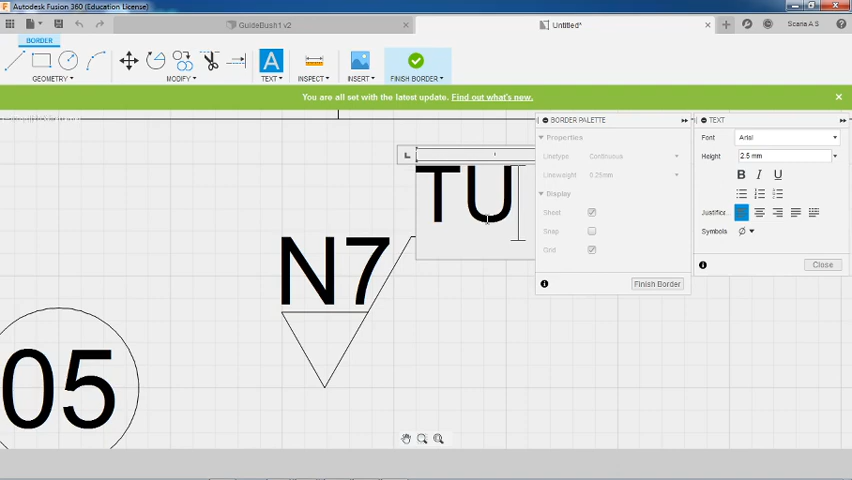 Autodesk Fusion 360 (Education License)
GuideBush1 v2
Untitled*
Scaria A S
BORDER
GEOMETRY
MODIFY
TEXT
INSPECT
INSERT
FINISH BORDER
You are all set with the latest update. Find out what's new.
BORDER PALETTE
Properties
Linetype Continuous
Lineweight 0.25mm
Display
Sheet
Snap
Grid
Finish Border
TEXT
Font Arial
Height 2.5 mm
B I U
Justific
Symbols Ø
Close
TU
N7
05